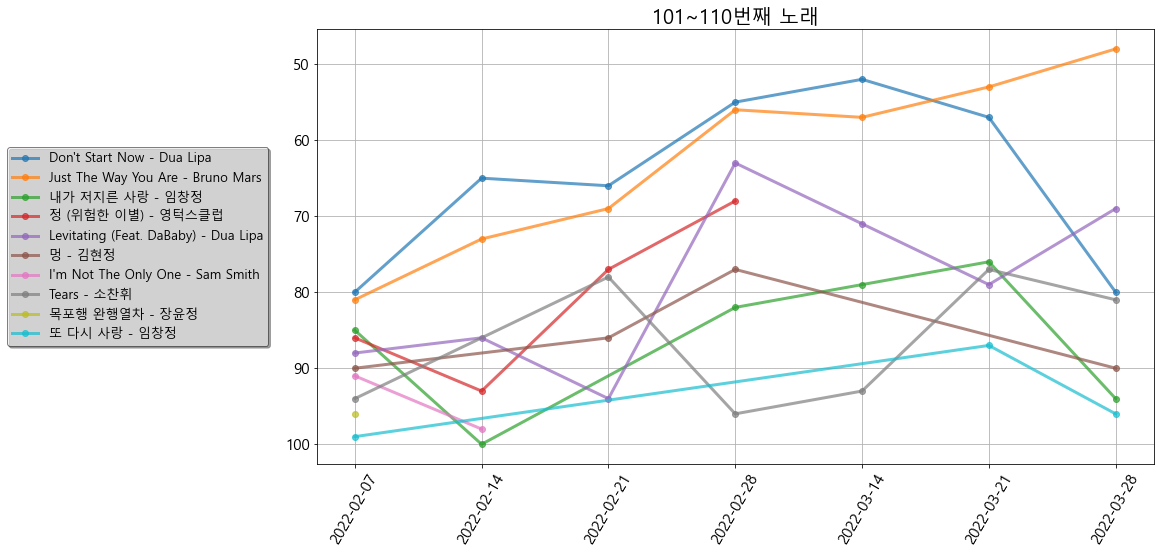 101~110번째 노래
50
60
70
80
90
100
Don't Start Now - Dua Lipa
Just The Way You Are - Bruno Mars
내가 저지른 사랑 - 임창정
정 (위험한 이별) - 영턱스클럽
Levitating (Feat. DaBaby) - Dua Lipa
멍 - 김현정
I'm Not The Only One - Sam Smith
Tears - 소찬휘
목포행 완행열차 - 장윤정
또 다시 사랑 - 임창정
2022-02-07
2022-02-14
2022-02-21
2022-02-28
2022-03-14
2022-03-21
2022-03-28